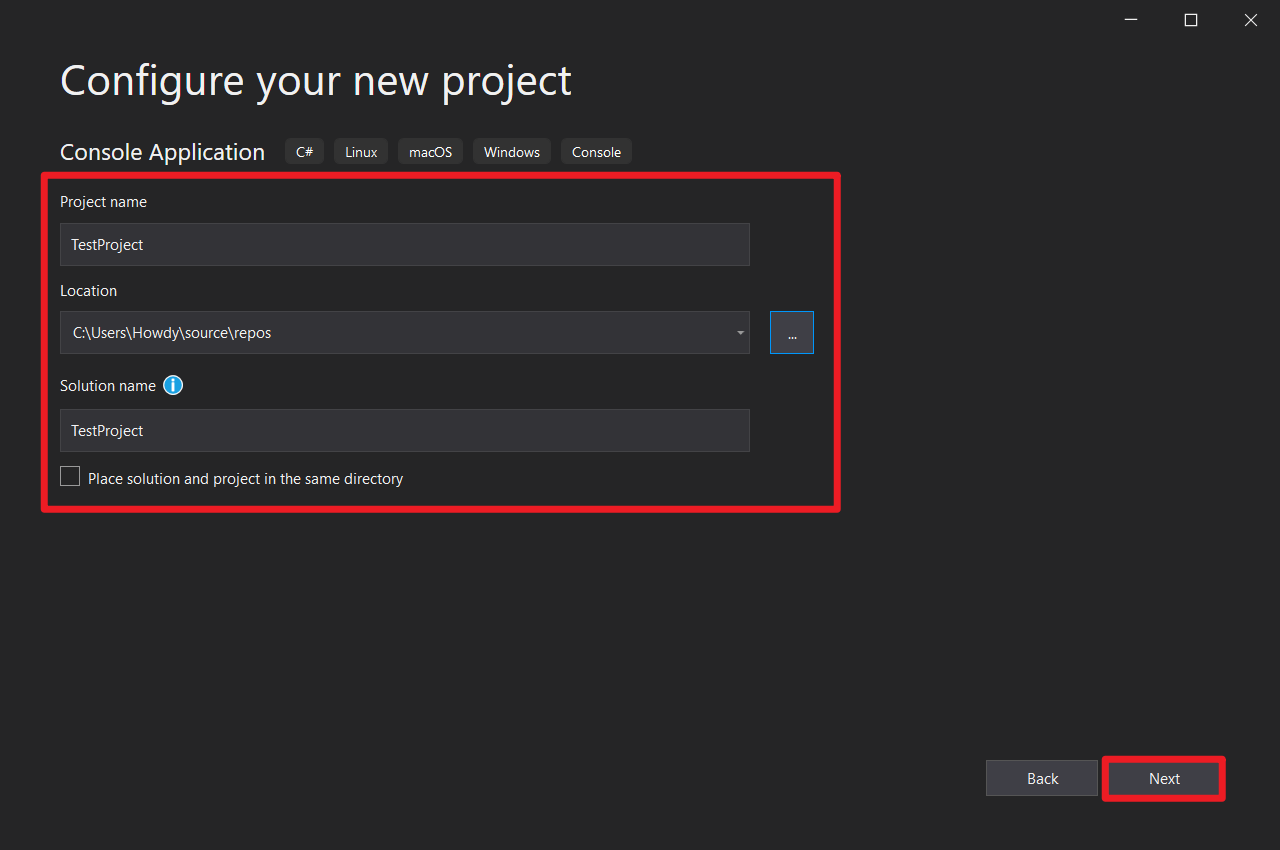 Configure your new project
Console Application C# Linux macOS Windows Console
Project name
TestProject
Location
C:\Users\Howdy\source\repos
...
Solution name
TestProject
Place solution and project in the same directory
Back Next